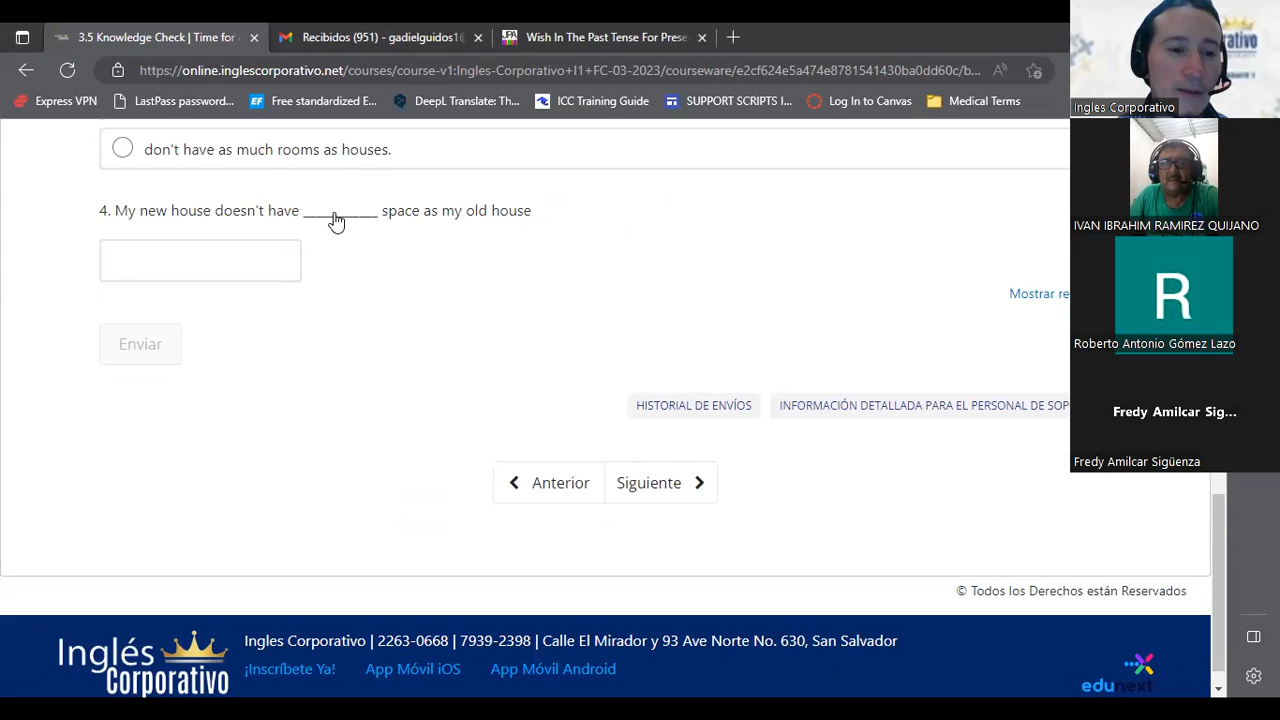 3.5 Knowledge Check | Time for
Recibidos (951) - gadielguidos1@
Wish In The Past Tense For Prese
https://online.inglescorporativo.net/courses/course-v1:Ingles-Corporativo+I1+FC-03-2023/courseware/e2cf624e5a474e8781541430ba0dd60c/b...
Express VPN
LastPass password...
EF Free standardized E...
DeepL Translate: Th...
ICC Training Guide
SUPPORT SCRIPTS I...
Log In to Canvas
Medical Terms
don't have as much rooms as houses.
4. My new house doesn't have ___________ space as my old house
Mostrar re
Enviar
HISTORIAL DE ENVÍOS
INFORMACIÓN DETALLADA PARA EL PERSONAL DE SOP
Anterior
Siguiente
© Todos los Derechos están Reservados
Inglés
Corporativo
Ingles Corporativo | 2263-0668 | 7939-2398 | Calle El Mirador y 93 Ave Norte No. 630, San Salvador
¡Inscríbete Ya!
App Móvil iOS
App Móvil Android
edunext
Ingles Corporativo
IVAN IBRAHIM RAMIREZ QUIJANO
R
Roberto Antonio Gómez Lazo
Fredy Amilcar Sig...
Fredy Amilcar Sigüenza